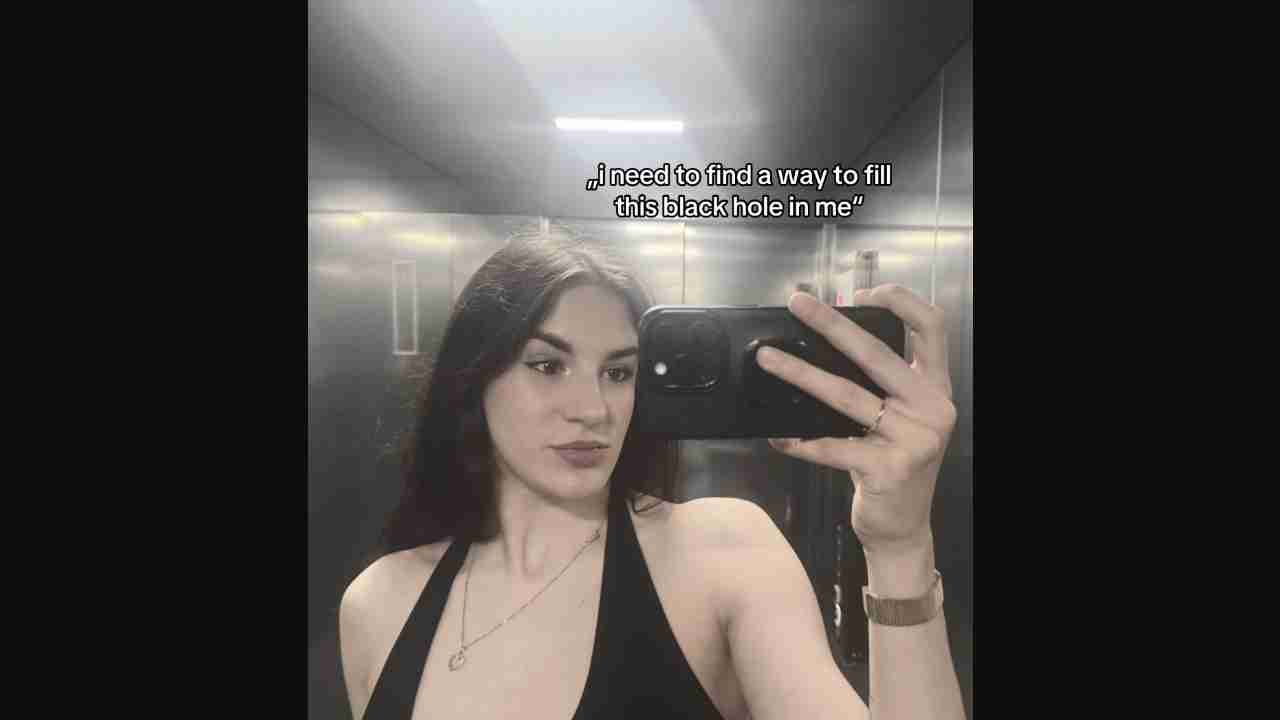 „i need to find a way to fill
this black hole in me“